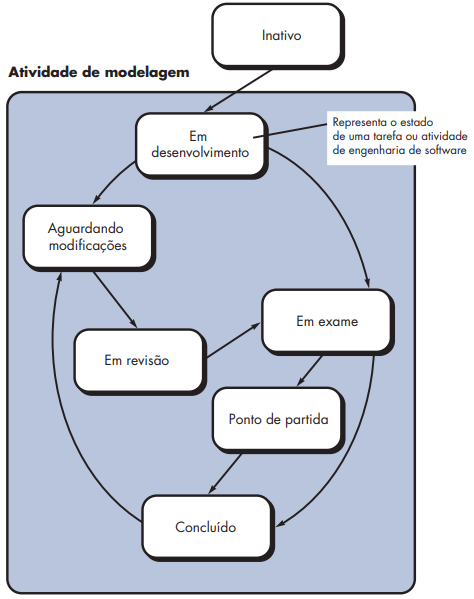 Inativo
Atividade de modelagem
Em
desenvolvimento
Representa o estado
de uma tarefa ou atividade
de engenharia de software
Aguardando
modificações
Em exame
Em revisão
Ponto de partida
Concluído